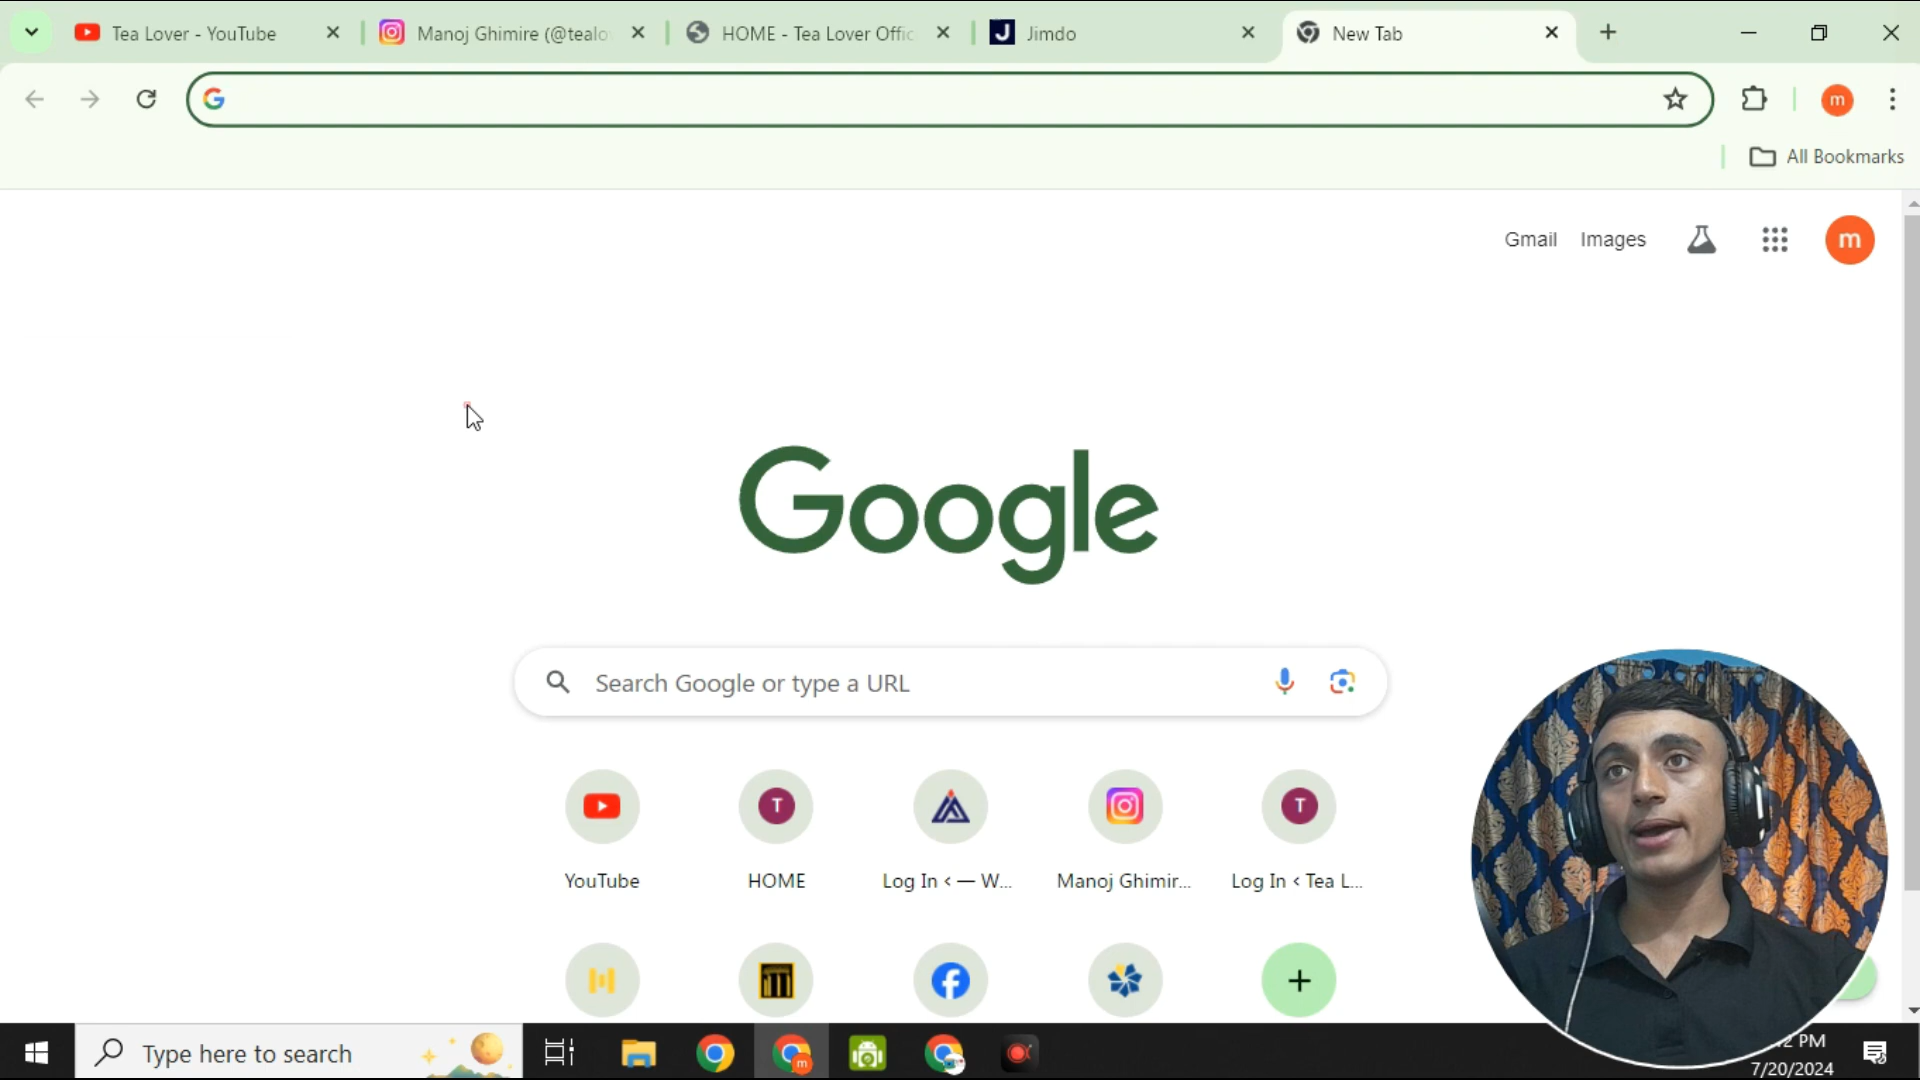 Tea Lover - YouTube
Manoj Ghimire (@tealo
HOME - Tea Lover Offic
J Jimdo
New Tab
m
All Bookmarks
Gmail
Images
m
Google
Search Google or type a URL
T
T
YouTube
HOME
Log In < — W...
Manoj Ghimir...
Log In < Tea L...
Type here to search
m
2 PM
7/20/2024